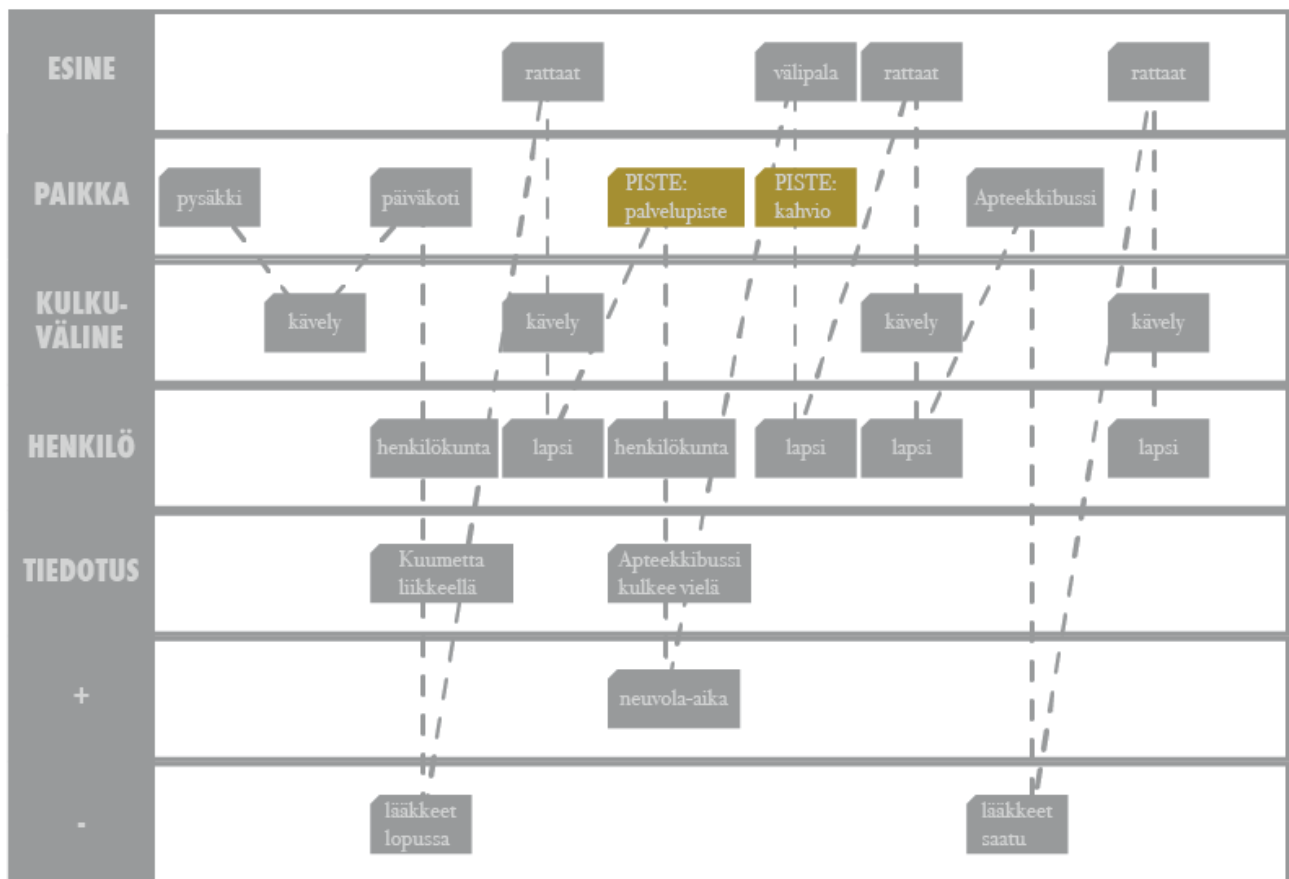 ESINE
rattaat
välipala
rattaat
rattaat
PAIKKA
pysäkki
päiväkoti
PISTE:
palvelupiste
PISTE:
kahvio
Apteekkibussi
KULKU-
VÄLINE
kävely
kävely
kävely
kävely
HENKILÖ
henkilökunta
lapsi
henkilökunta
lapsi
lapsi
lapsi
TIEDOTUS
Kuumetta
liikkeellä
Apteekkibussi
kulkee vielä
+
neuvola-aika
-
lääkkeet
lopussa
lääkkeet
saatu